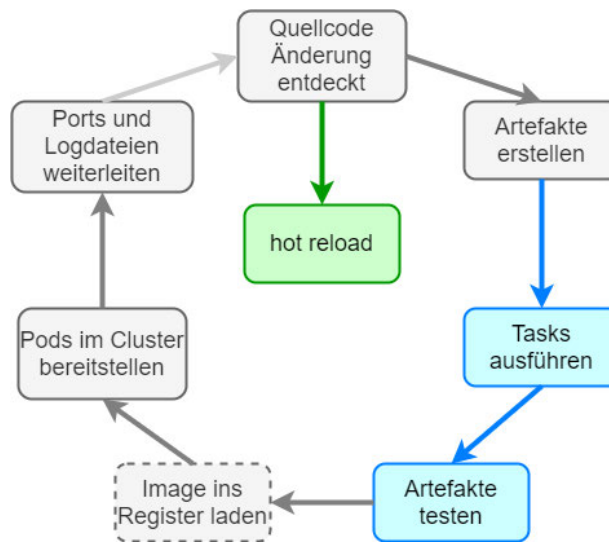 Quellcode
Änderung
entdeckt
Ports und
Logdateien
weiterleiten
Artefakte
erstellen
hot reload
Pods im Cluster
bereitstellen
Tasks
ausführen
Image ins
Register laden
Artefakte
testen